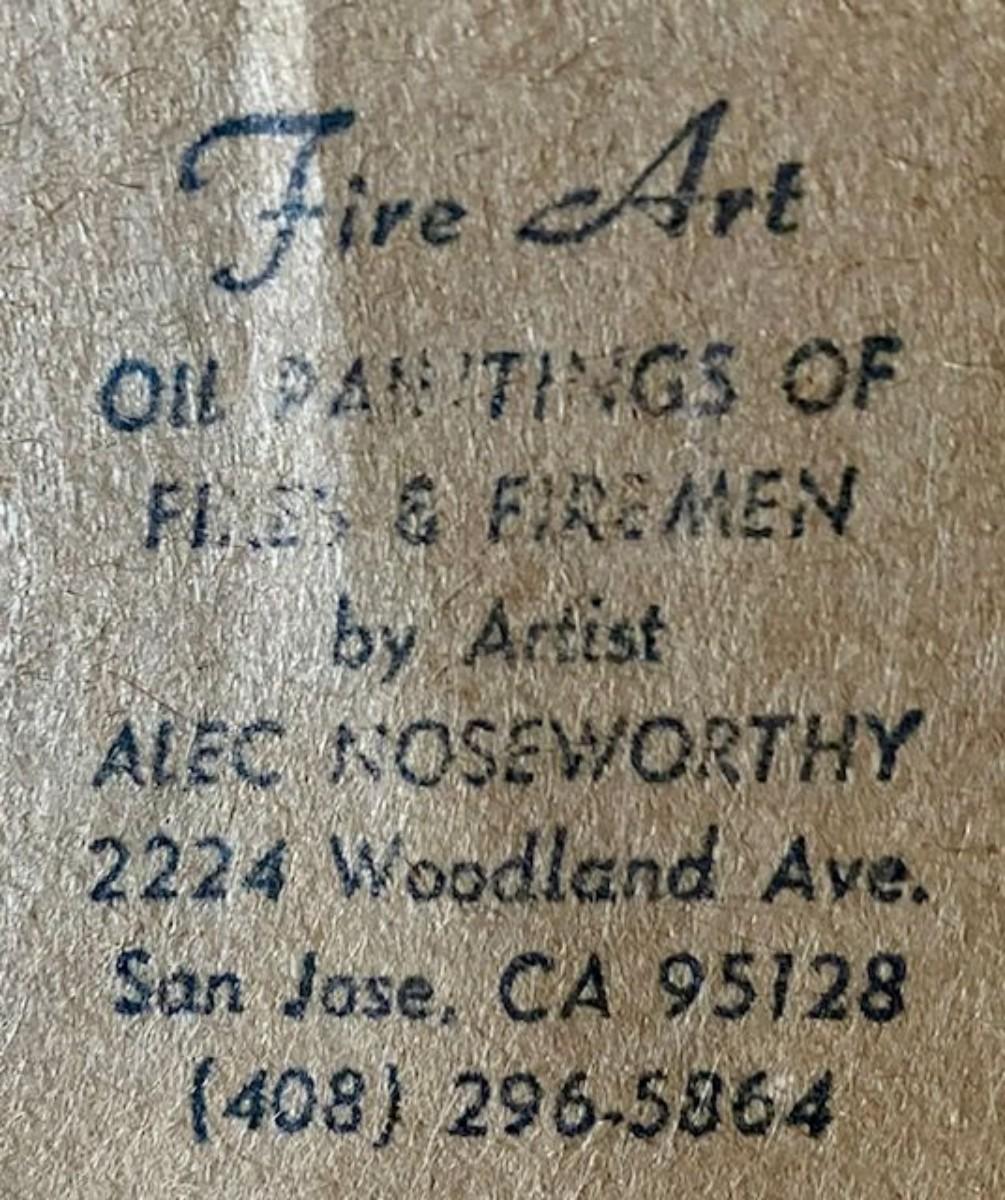 Fire Art
OIL PAINTINGS OF
FIRES & FIREMEN
by Artist
ALEC NOSEWORTHY
2224 Woodland Ave.
San Jose, CA 95128
(408) 296-5864